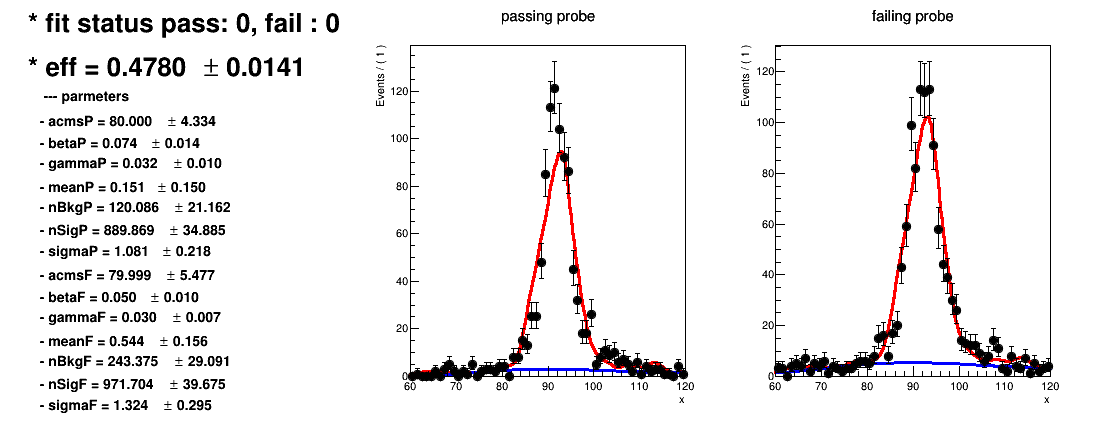 * fit status pass: 0, fail : 0
* eff = 0.4780 ± 0.0141
--- parmeters
- acmsP = 80.000 ± 4.334
- betaP = 0.074 ± 0.014
- gammaP = 0.032 ± 0.010
- meanP = 0.151 ± 0.150
- nBkgP = 120.086 ± 21.162
- nSigP = 889.869 ± 34.885
- sigmaP = 1.081 ± 0.218
- acmsF = 79.999 ± 5.477
- betaF = 0.050 ± 0.010
- gammaF = 0.030 ± 0.007
- meanF = 0.544 ± 0.156
- nBkgF = 243.375 ± 29.091
- nSigF = 971.704 ± 39.675
- sigmaF = 1.324 ± 0.295
passing probe
Events / ( 1 )
120
100
80
60
40
20
0
60 70 80 90 100 110 120
x
failing probe
Events / ( 1 )
120
100
80
60
40
20
0
60 70 80 90 100 110 120
x